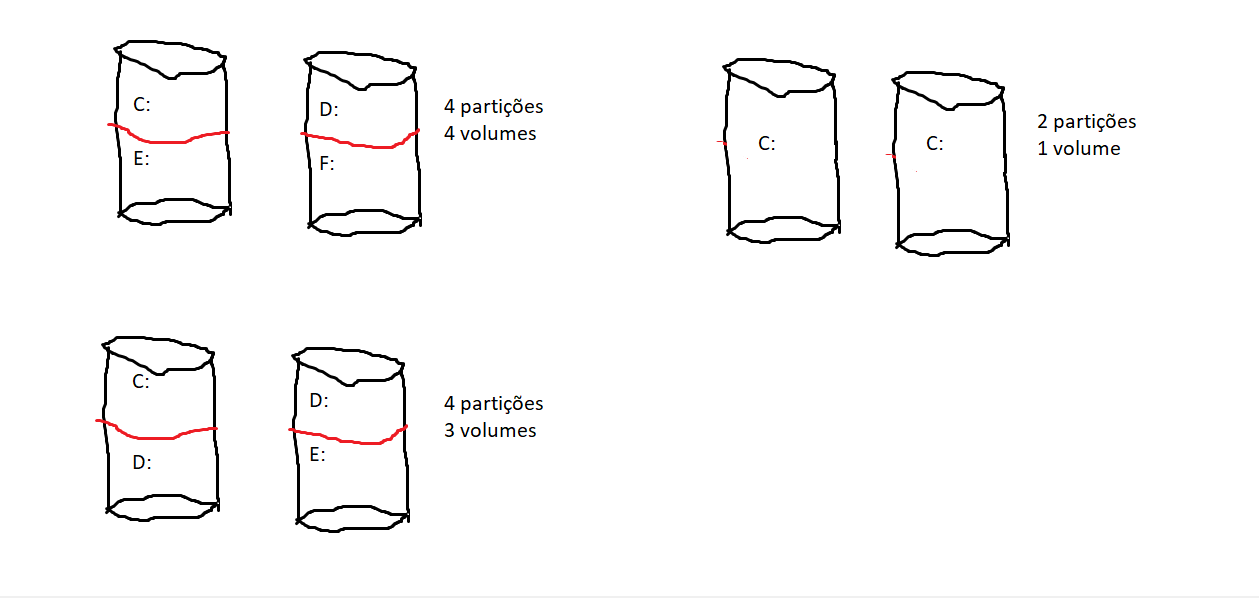 C:
E:
D:
F:
4 partições
4 volumes
C:
C:
2 partições
1 volume
C:
D:
D:
E:
4 partições
3 volumes